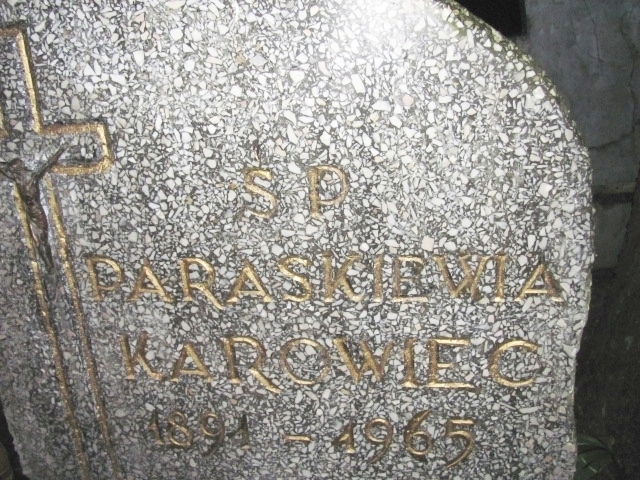 Ś P
PARASKIEWIA
KAROWIEC
1891 - 1965